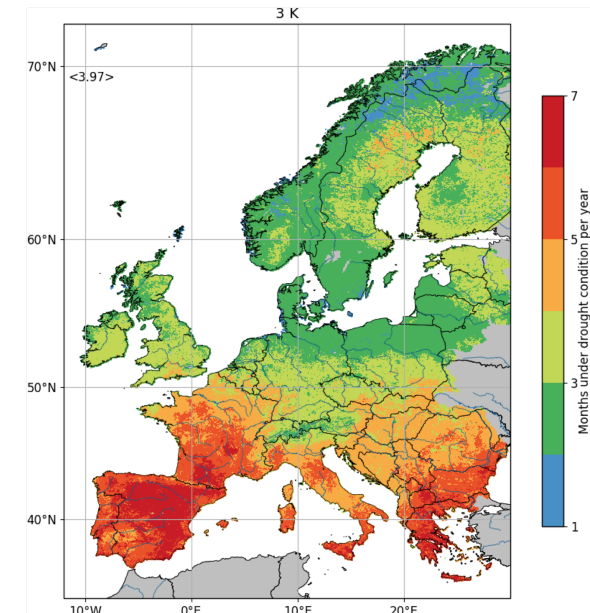 3 K
70°N
<3.97>
60°N
50°N
40°N
10°W
0°E
10°E
20°E
7
5
3
1
Months under drought condition per year